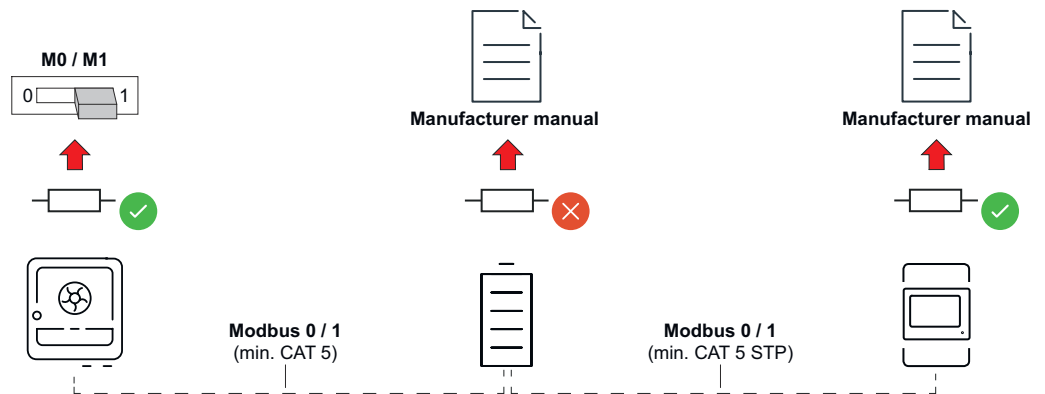 M0 / M1
0 1
Manufacturer manual
Manufacturer manual
Modbus 0 / 1
(min. CAT 5)
Modbus 0 / 1
(min. CAT 5 STP)